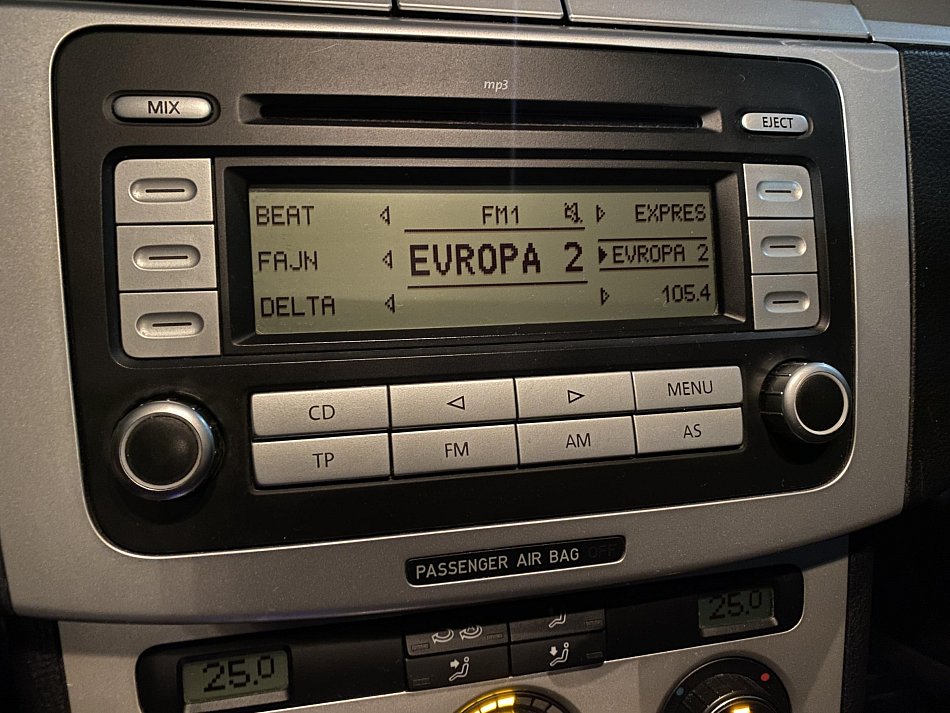 mp3
MIX
EJECT
BEAT FM1 EXPRES
FAJN EVROPA 2 EVROPA 2
DELTA 105.4
CD MENU
TP FM AM AS
PASSENGER AIR BAG OFF
25.0 25.0